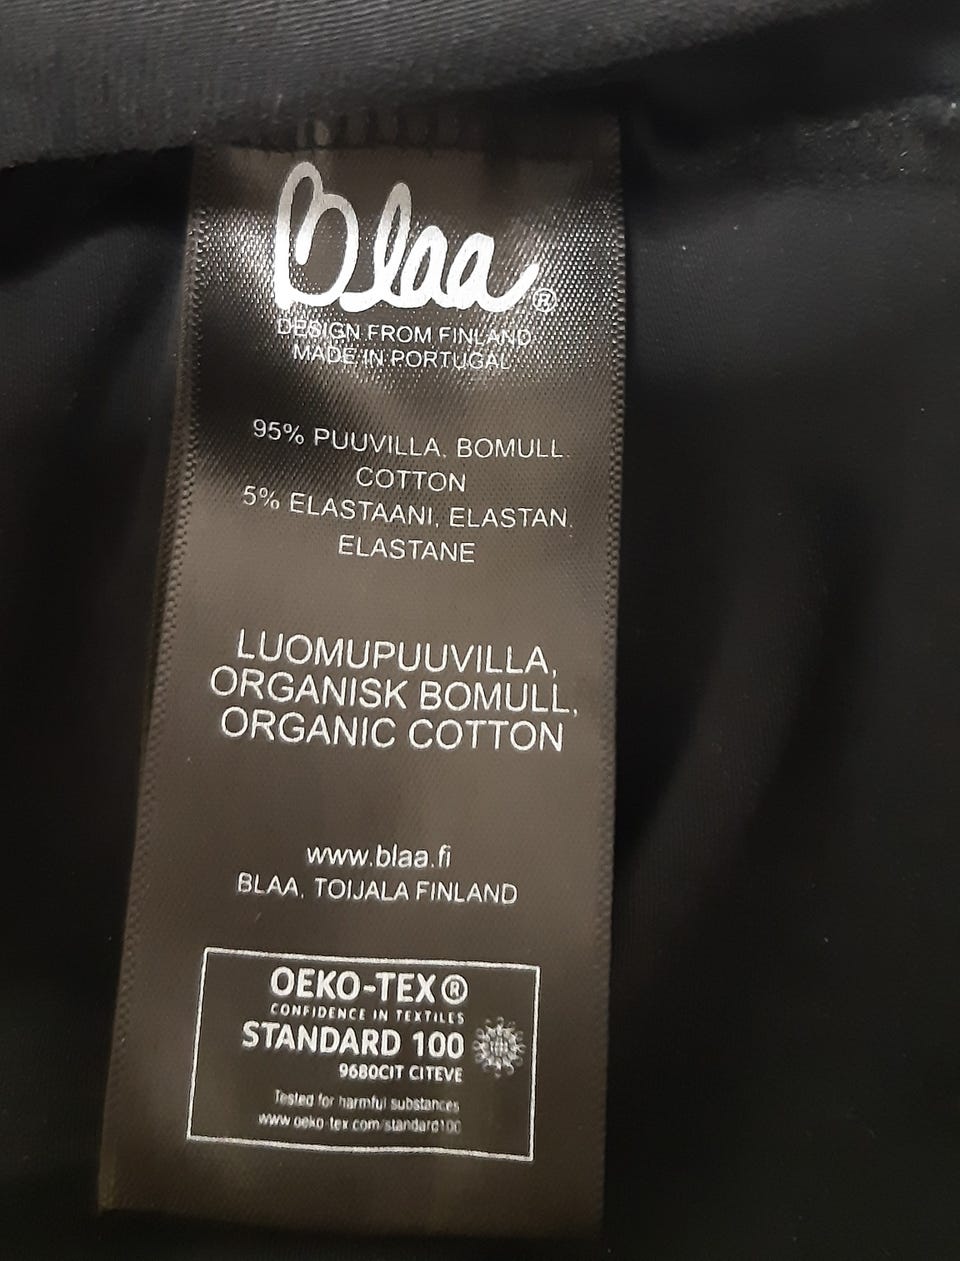 Blaa®
DESIGN FROM FINLAND
MADE IN PORTUGAL
95% PUUVILLA, BOMULL,
COTTON
5% ELASTAANI, ELASTAN,
ELASTANE
LUOMUPUUVILLA,
ORGANISK BOMULL,
ORGANIC COTTON
www.blaa.fi
BLAA, TOIJALA FINLAND
OEKO-TEX®
CONFIDENCE IN TEXTILES
STANDARD 100
9680CIT CITEVE
Tested for harmful substances
www.oeko-tex.com/standard100